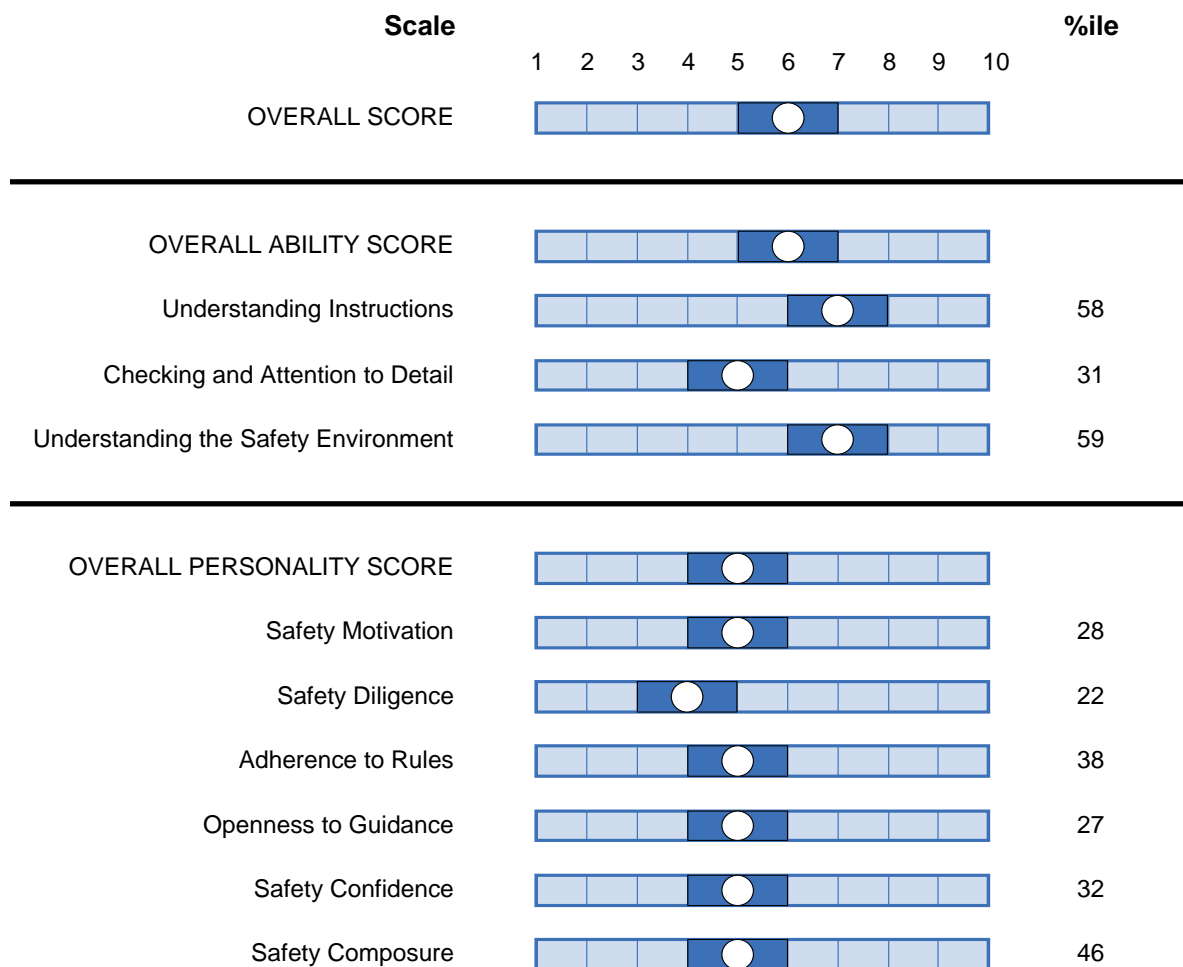 Scale %ile
1 2 3 4 5 6 7 8 9 10
OVERALL SCORE
OVERALL ABILITY SCORE
Understanding Instructions 58
Checking and Attention to Detail 31
Understanding the Safety Environment 59
OVERALL PERSONALITY SCORE
Safety Motivation 28
Safety Diligence 22
Adherence to Rules 38
Openness to Guidance 27
Safety Confidence 32
Safety Composure 46